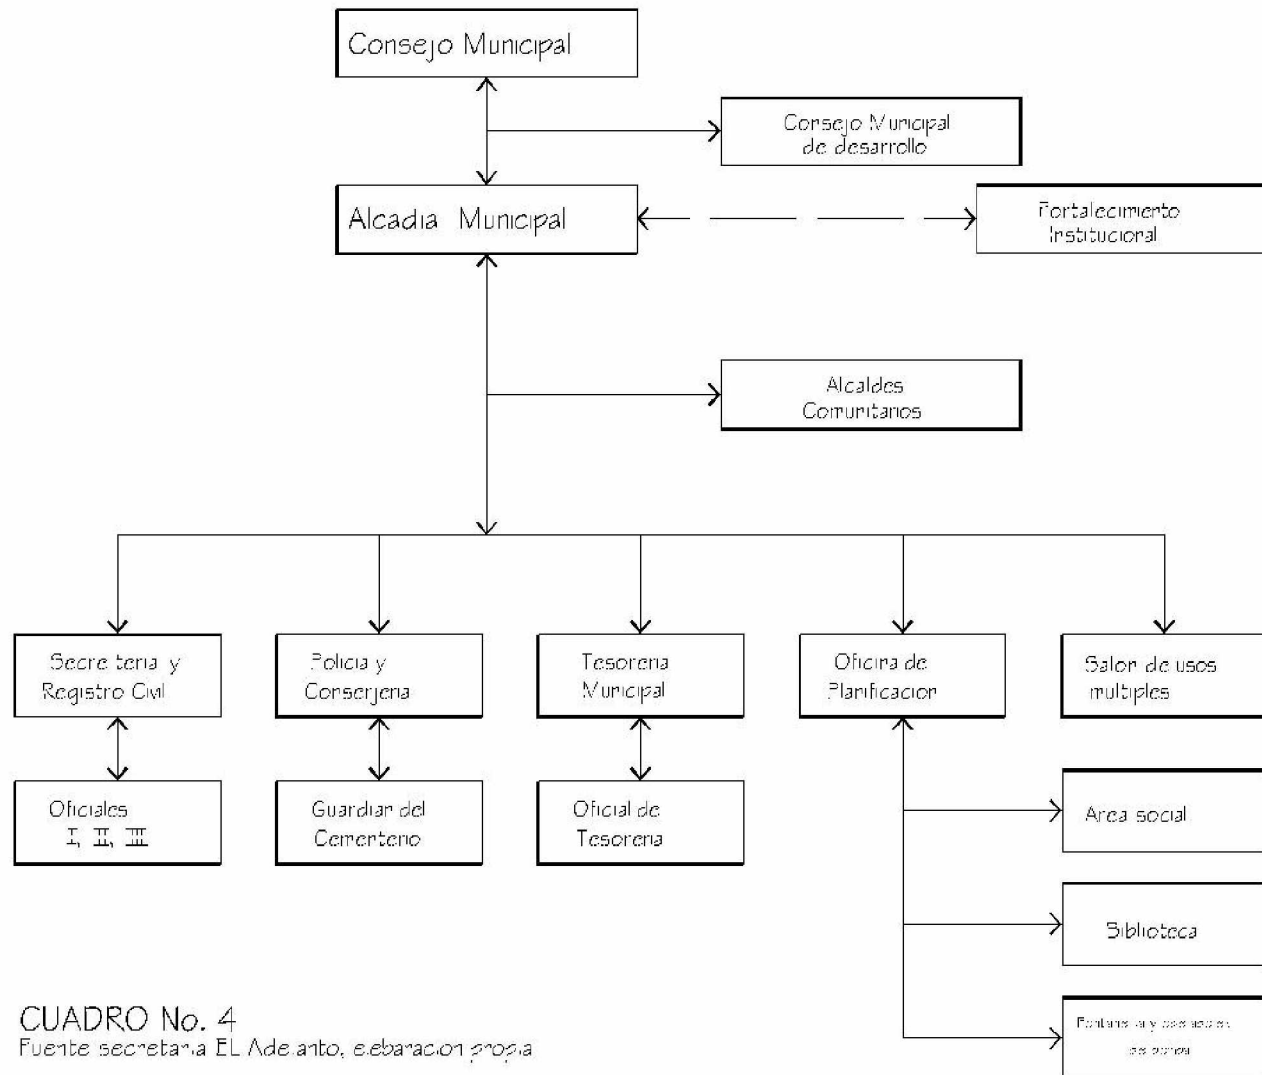 Consejo Municipal
Consejo Municipal
de desarrollo
Alcadia Municipal
Fortalecimiento
Institucional
Alcaldes
Comunitarios
Secreteria y
Registro Civil
Policia y
Conserjeria
Tesoreria
Municipal
Oficina de
Planificacion
Salon de usos
multiples
Oficiales
I, II, III
Guardian del
Cementerio
Oficial de
Tesoreria
Area social
Biblioteca
Fontaneria y
CUADRO No. 4
Fuente secretaria EL Adelanto, elebaracion propia